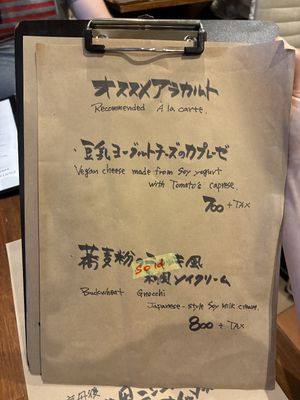 オススメアラカルト
Recommended A la carte.
・豆乳ヨーグルトチーズのカプレーゼ
Vegan cheese made from Soy yogurt
with Tomato's caprese.
700 + TAX
・蕎麦粉の
sold
和風ソイクリーム
Buckwheat Gnocchi
Japanese-style Soy milk cream.
800 + TAX